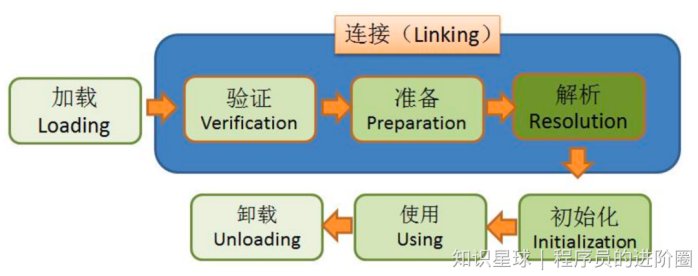 连接（Linking）
加载
Loading
验证
Verification
准备
Preparation
解析
Resolution
卸载
Unloading
使用
Using
初始化
Initialization
知识星球 | 程序员的进阶圈